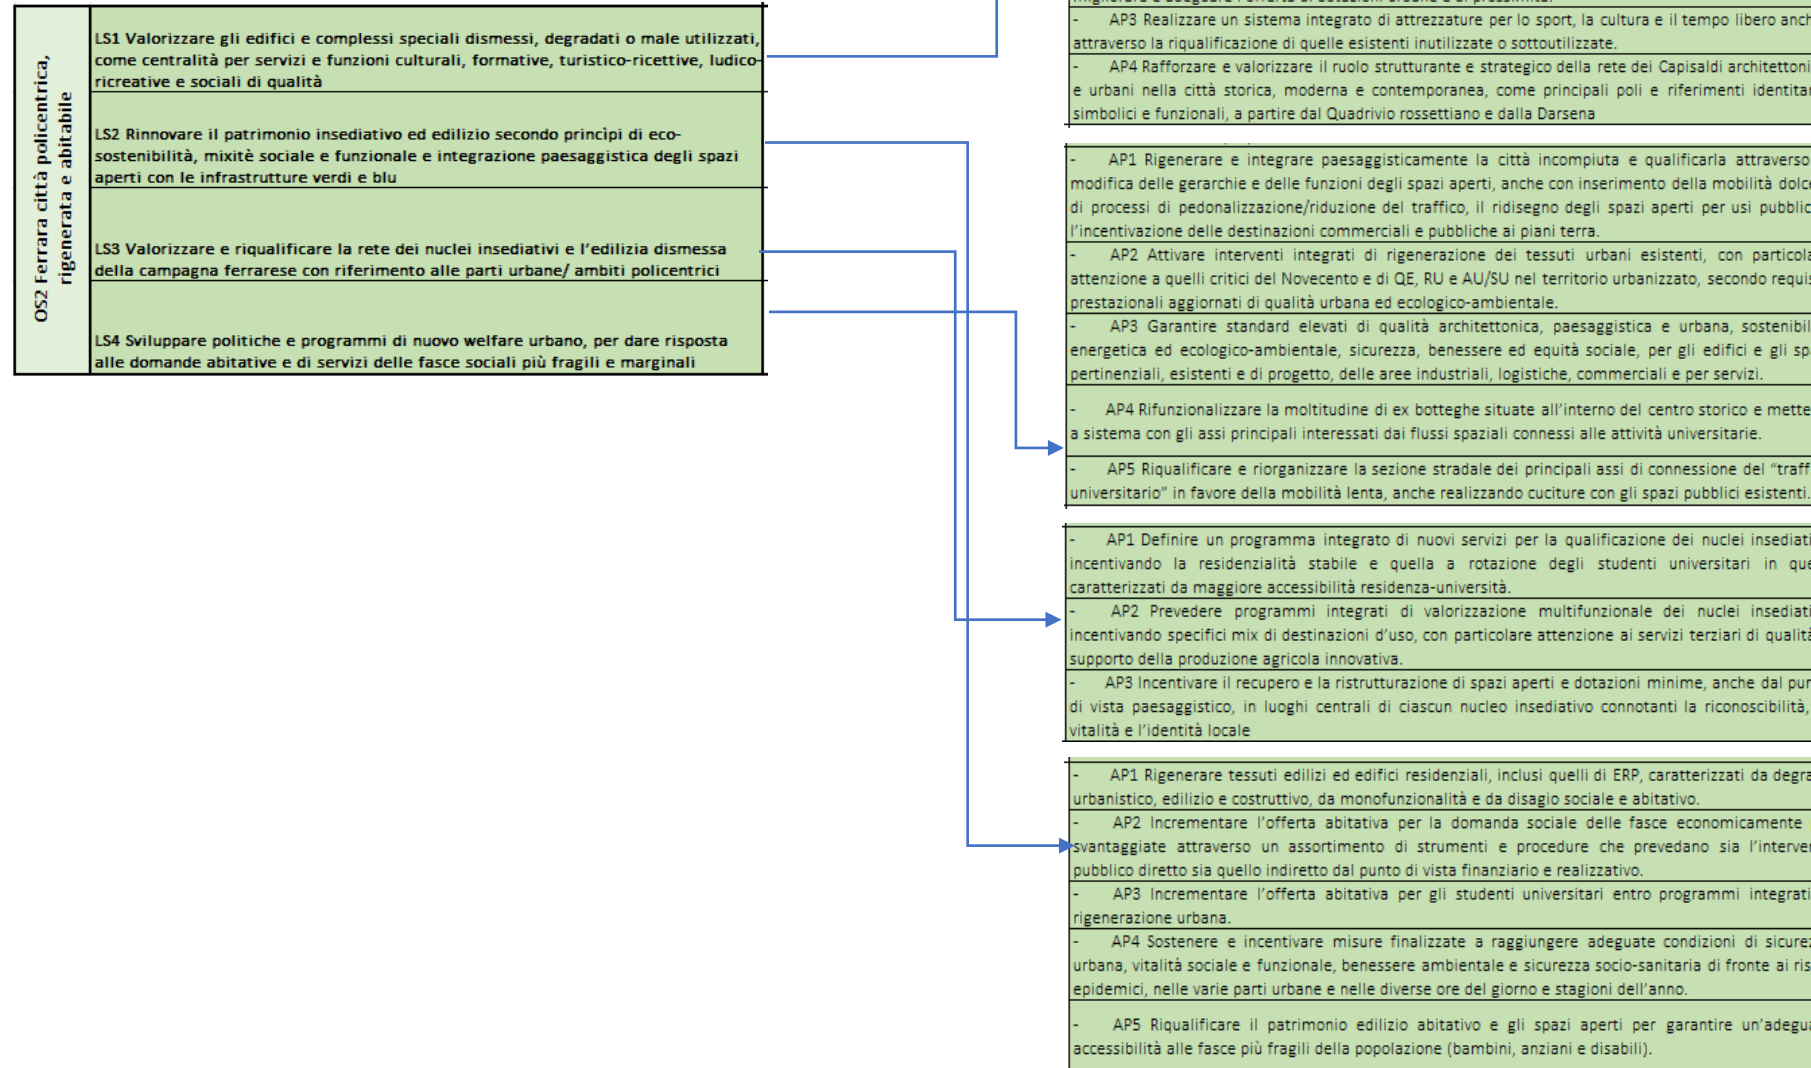 OS2 Ferrara città policentrica,
rigenerata e abitabile
LS1 Valorizzare gli edifici e complessi speciali dismessi, degradati o male utilizzati,
come centralità per servizi e funzioni culturali, formative, turistico-ricettive, ludico-
ricreative e sociali di qualità
LS2 Rinnovare il patrimonio insediativo ed edilizio secondo princìpi di eco-
sostenibilità, mixitè sociale e funzionale e integrazione paesaggistica degli spazi
aperti con le infrastrutture verdi e blu
LS3 Valorizzare e riqualificare la rete dei nuclei insediativi e l'edilizia dismessa
della campagna ferrarese con riferimento alle parti urbane/ ambiti policentrici
LS4 Sviluppare politiche e programmi di nuovo welfare urbano, per dare risposta
alle domande abitative e di servizi delle fasce sociali più fragili e marginali
- AP3 Realizzare un sistema integrato di attrezzature per lo sport, la cultura e il tempo libero anch
attraverso la riqualificazione di quelle esistenti inutilizzate o sottoutilizzate.
- AP4 Rafforzare e valorizzare il ruolo strutturante e strategico della rete dei Capisaldi architettoni
e urbani nella città storica, moderna e contemporanea, come principali poli e riferimenti identitar
simbolici e funzionali, a partire dal Quadrivio rossettiano e dalla Darsena
- AP1 Rigenerare e integrare paesaggisticamente la città incompiuta e qualificarla attraverso
modifica delle gerarchie e delle funzioni degli spazi aperti, anche con inserimento della mobilità dolce
di processi di pedonalizzazione/riduzione del traffico, il ridisegno degli spazi aperti per usi pubblic
l'incentivazione delle destinazioni commerciali e pubbliche ai piani terra.
- AP2 Attivare interventi integrati di rigenerazione dei tessuti urbani esistenti, con particola
attenzione a quelli critici del Novecento e di QE, RU e AU/SU nel territorio urbanizzato, secondo requis
prestazionali aggiornati di qualità urbana ed ecologico-ambientale.
- AP3 Garantire standard elevati di qualità architettonica, paesaggistica e urbana, sostenibil
energetica ed ecologico-ambientale, sicurezza, benessere ed equità sociale, per gli edifici e gli spa
pertinenziali, esistenti e di progetto, delle aree industriali, logistiche, commerciali e per servizi.
- AP4 Rifunzionalizzare la moltitudine di ex botteghe situate all'interno del centro storico e mette
a sistema con gli assi principali interessati dai flussi spaziali connessi alle attività universitarie.
- AP5 Riqualificare e riorganizzare la sezione stradale dei principali assi di connessione del "traff
universitario" in favore della mobilità lenta, anche realizzando cuciture con gli spazi pubblici esistenti.
- AP1 Definire un programma integrato di nuovi servizi per la qualificazione dei nuclei insediati
incentivando la residenzialità stabile e quella a rotazione degli studenti universitari in que
caratterizzati da maggiore accessibilità residenza-università.
- AP2 Prevedere programmi integrati di valorizzazione multifunzionale dei nuclei insediati
incentivando specifici mix di destinazioni d'uso, con particolare attenzione ai servizi terziari di qualità
supporto della produzione agricola innovativa.
- AP3 Incentivare il recupero e la ristrutturazione di spazi aperti e dotazioni minime, anche dal pun
di vista paesaggistico, in luoghi centrali di ciascun nucleo insediativo connotanti la riconoscibilità,
vitalità e l'identità locale
- AP1 Rigenerare tessuti edilizi ed edifici residenziali, inclusi quelli di ERP, caratterizzati da degra
urbanistico, edilizio e costruttivo, da monofunzionalità e da disagio sociale e abitativo.
- AP2 Incrementare l'offerta abitativa per la domanda sociale delle fasce economicamente
svantaggiate attraverso un assortimento di strumenti e procedure che prevedano sia l'interver
pubblico diretto sia quello indiretto dal punto di vista finanziario e realizzativo.
- AP3 Incrementare l'offerta abitativa per gli studenti universitari entro programmi integrati
rigenerazione urbana.
- AP4 Sostenere e incentivare misure finalizzate a raggiungere adeguate condizioni di sicurez
urbana, vitalità sociale e funzionale, benessere ambientale e sicurezza socio-sanitaria di fronte ai ris
epidemici, nelle varie parti urbane e nelle diverse ore del giorno e stagioni dell'anno.
- AP5 Riqualificare il patrimonio edilizio abitativo e gli spazi aperti per garantire un'adegua
accessibilità alle fasce più fragili della popolazione (bambini, anziani e disabili).